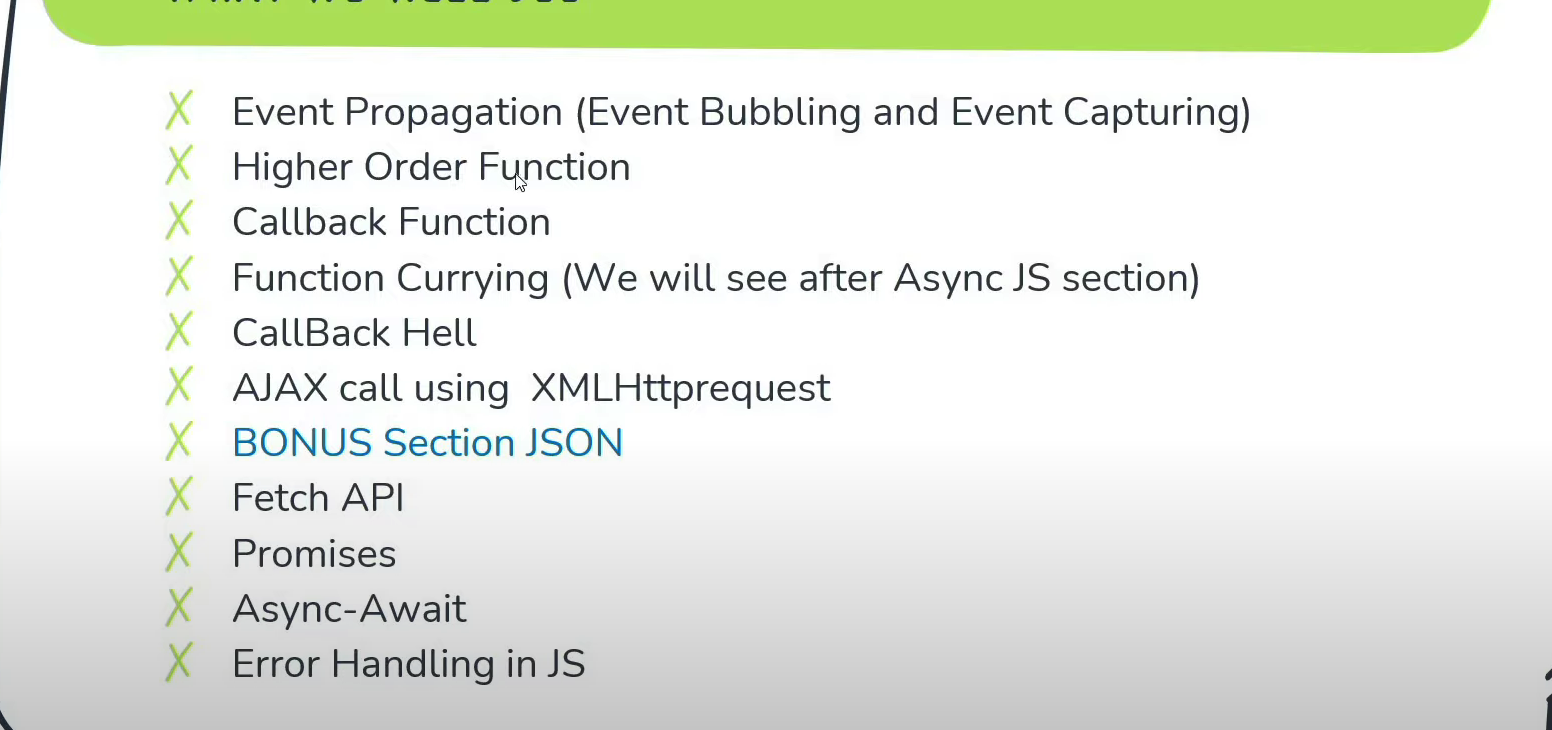 Event Propagation (Event Bubbling and Event Capturing)
Higher Order Function
Callback Function
Function Currying (We will see after Async JS section)
CallBack Hell
AJAX call using  XMLHttprequest
BONUS Section JSON
Fetch API
Promises
Async-Await
Error Handling in JS